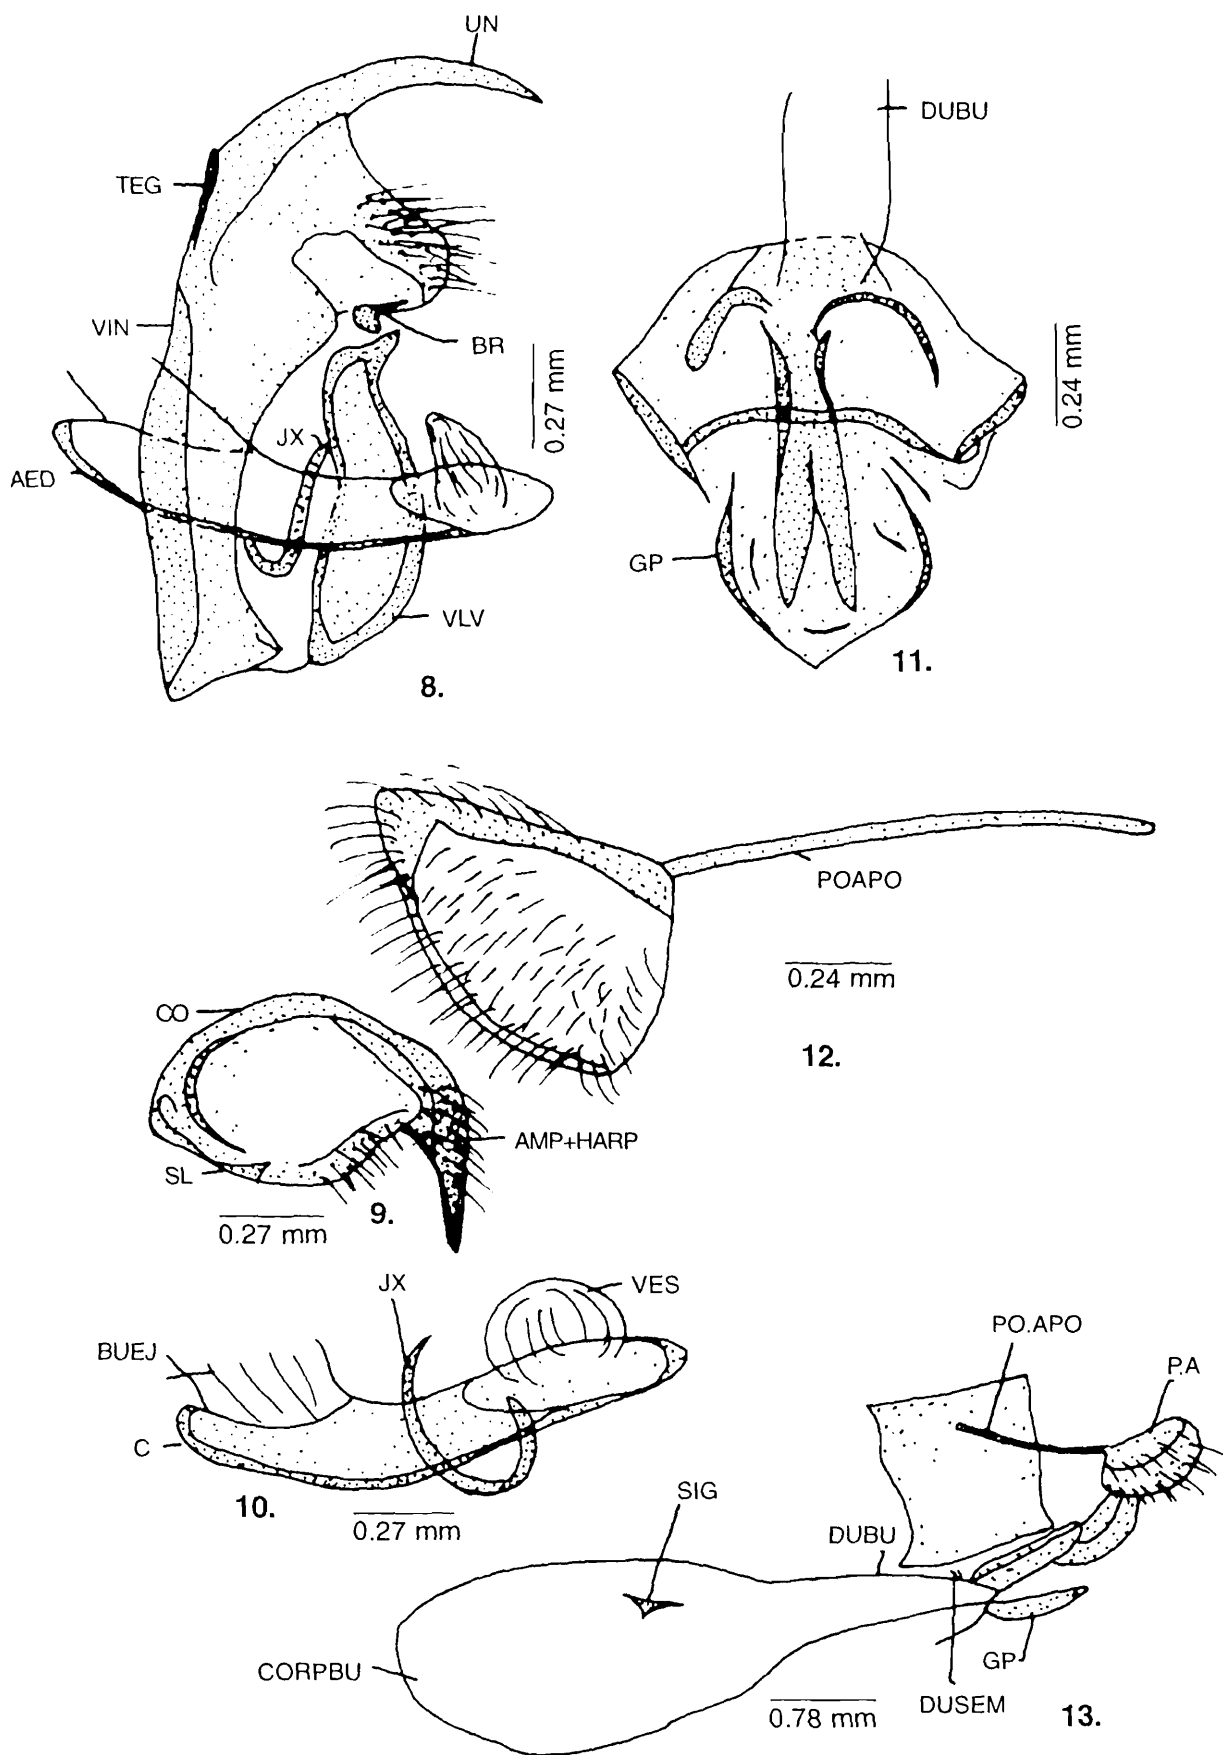 UN
TEG
VIN
BR
0.27 mm
JX
AED
VLV
8.
DUBU
0.24 mm
GP
11.
POAPO
0.24 mm
12.
CO
AMP+HARP
SL
0.27 mm
9.
JX
VES
BUEJ
C
10.
0.27 mm
PO.APO
P.A
SIG
DUBU
CORPBU
GP
DUSEM
0.78 mm
13.